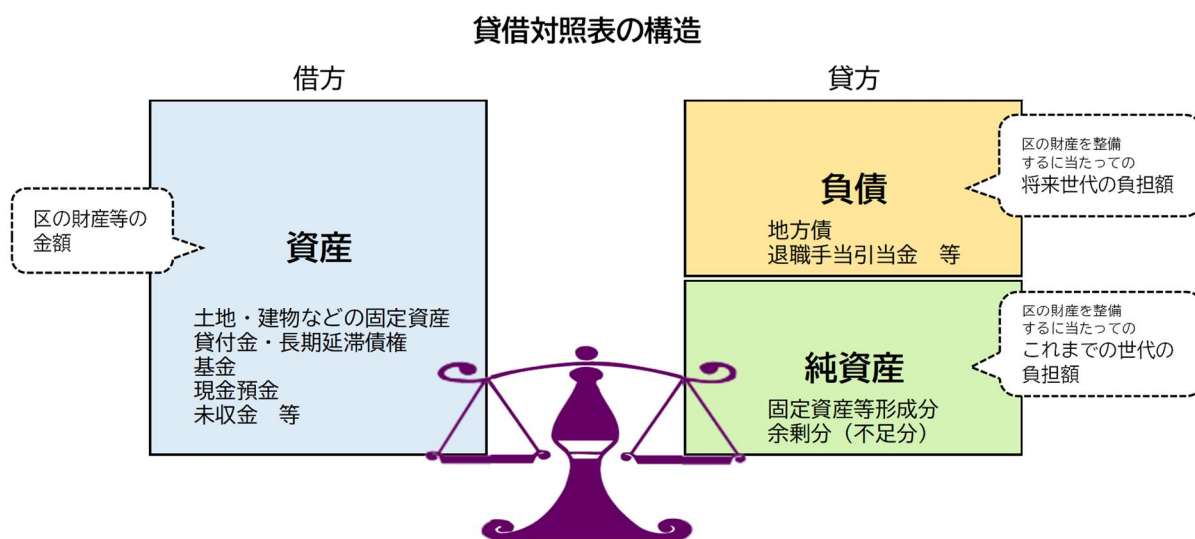 貸借対照表の構造
借方
区の財産等の
金額
資産
土地・建物などの固定資産
貸付金・長期延滞債権
基金
現金預金
未収金　等
貸方
負債
地方債
退職手当引当金　等
区の財産を整備
するに当たっての
将来世代の負担額
純資産
固定資産等形成分
余剰分（不足分）
区の財産を整備
するに当たっての
これまでの世代の
負担額